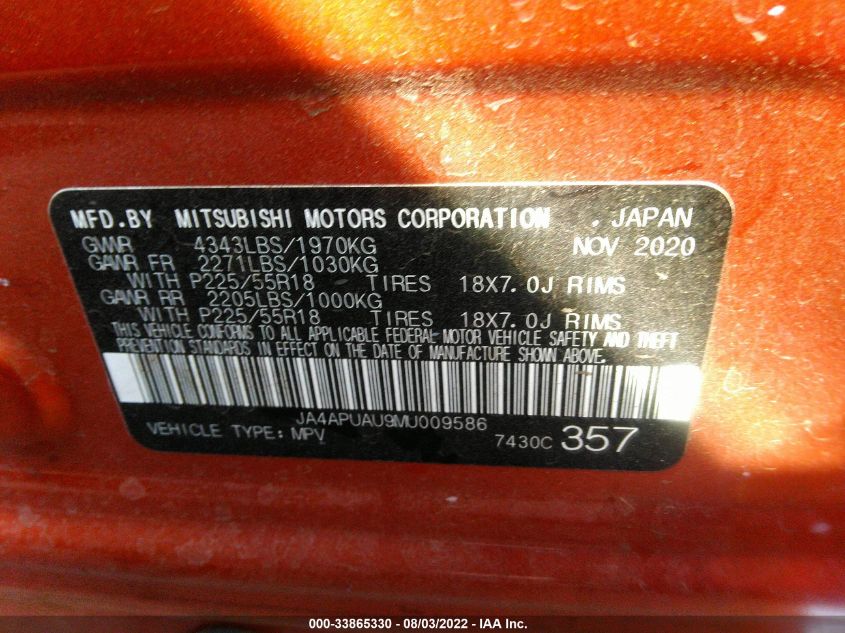 MFD.BY MITSUBISHI MOTORS CORPORATION . JAPAN
GVWR 4343LBS/1970KG NOV 2020
GAWR FR 2271LBS/1030KG
WITH P225/55R18 TIRES 18X7.0J RIMS
GAWR RR 2205LBS/1000KG
WITH P225/55R18 TIRES 18X7.0J RIMS
THIS VEHICLE CONFORMS TO ALL APPLICABLE FEDERAL MOTOR VEHICLE SAFETY AND THEFT
PREVENTION STANDARDS IN EFFECT ON THE DATE OF MANUFACTURE SHOWN ABOVE.
JA4APUAU9MU009586
VEHICLE TYPE: MPV 7430C 357
000-33865330 - 08/03/2022 - IAA Inc.